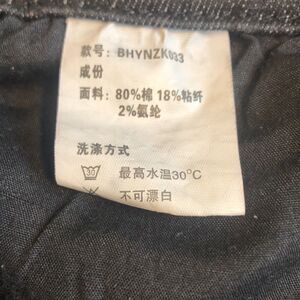 款号：BHYNZK033
成份
面料：80%棉 18%粘纤
2%氨纶
洗涤方式
30 最高水温30°C
不可漂白